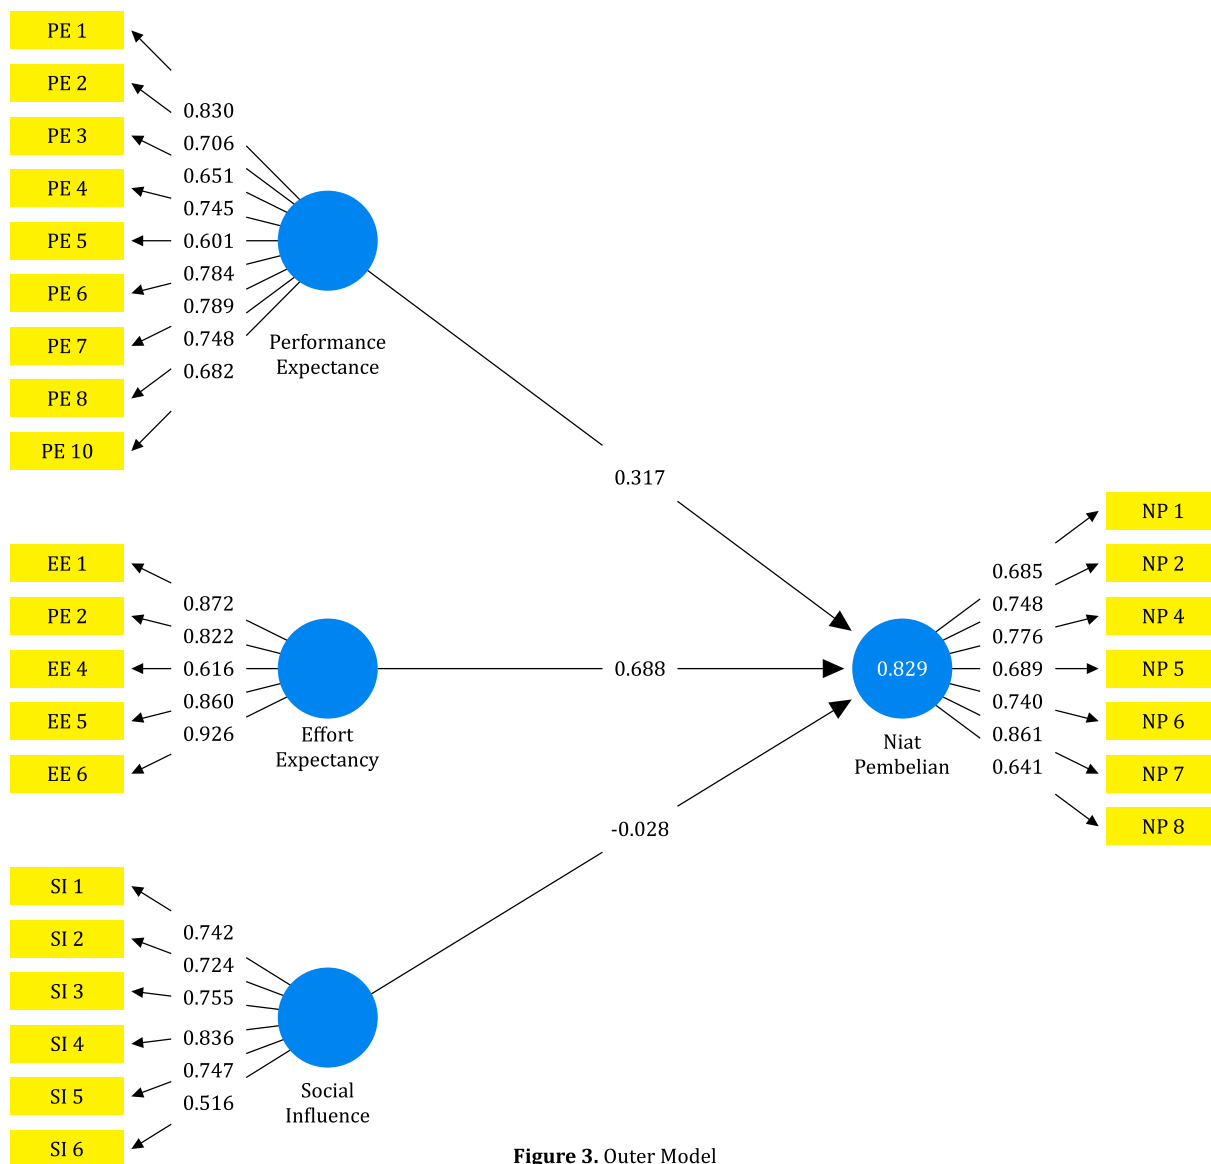 PE 1
PE 2
PE 3
PE 4
PE 5
PE 6
PE 7
PE 8
PE 10
0.830
0.706
0.651
0.745
0.601
0.784
0.789
0.748
0.682
Performance
Expectance
0.317
EE 1
PE 2
EE 4
EE 5
EE 6
0.872
0.822
0.616
0.860
0.926
Effort
Expectancy
0.688
0.829
Niat
Pembelian
0.685
0.748
0.776
0.689
0.740
0.861
0.641
NP 1
NP 2
NP 4
NP 5
NP 6
NP 7
NP 8
-0.028
SI 1
SI 2
SI 3
SI 4
SI 5
SI 6
0.742
0.724
0.755
0.836
0.747
0.516
Social
Influence
Figure 3. Outer Model